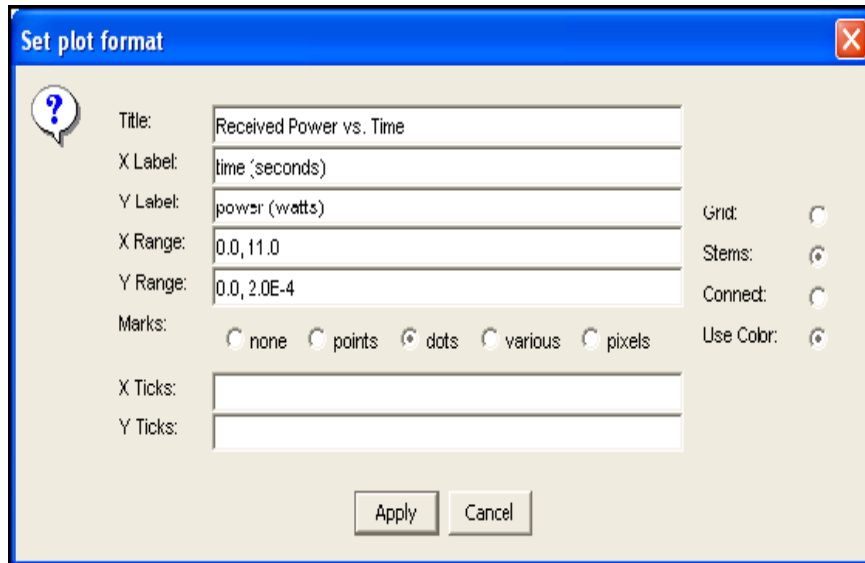 Set plot format
Title: Received Power vs. Time
X Label: time (seconds)
Y Label: power (watts)
X Range: 0.0, 11.0
Y Range: 0.0, 2.0E-4
Marks: none points dots various pixels
X Ticks:
Y Ticks:
Grid:
Stems:
Connect:
Use Color:
Apply Cancel